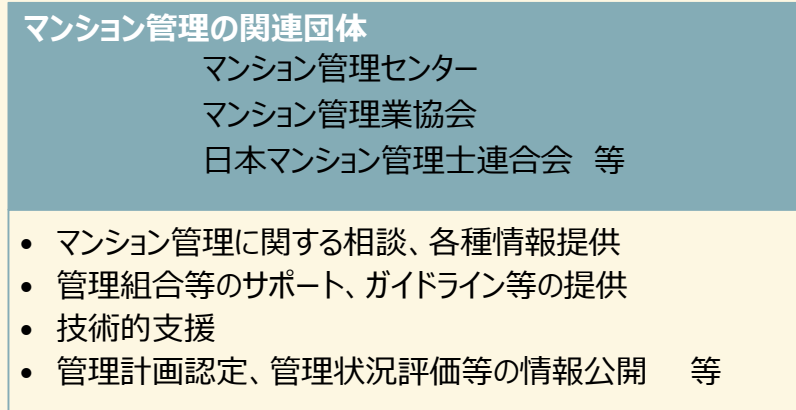 マンション管理の関連団体
マンション管理センター
マンション管理業協会
日本マンション管理士連合会　等
• マンション管理に関する相談、各種情報提供
• 管理組合等のサポート、ガイドライン等の提供
• 技術的支援
• 管理計画認定、管理状況評価等の情報公開　等